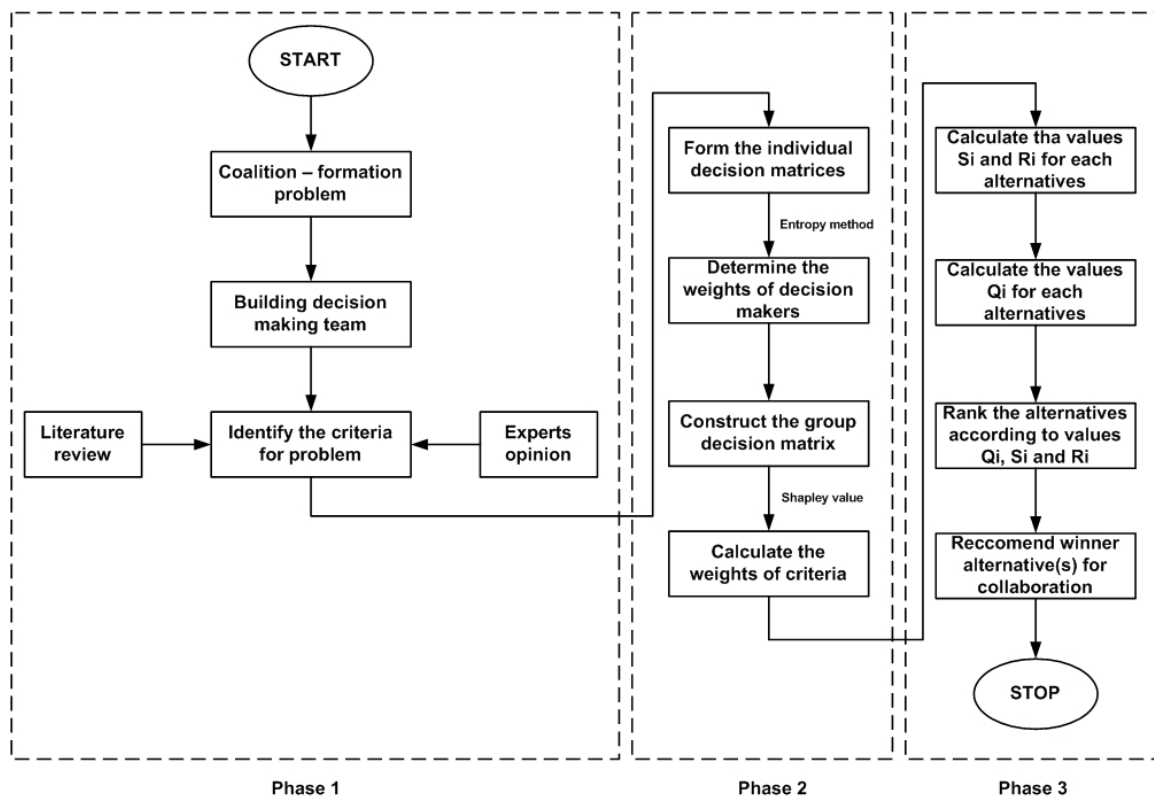 START
Coalition – formation
problem
Building decision
making team
Literature
review
Identify the criteria
for problem
Experts
opinion
Phase 1
Form the individual
decision matrices
Entropy method
Determine the
weights of decision
makers
Construct the group
decision matrix
Shapley value
Calculate the
weights of criteria
Phase 2
Calculate tha values
Si and Ri for each
alternatives
Calculate the values
Qi for each
alternatives
Rank the alternatives
according to values
Qi, Si and Ri
Reccomend winner
alternative(s) for
collaboration
STOP
Phase 3